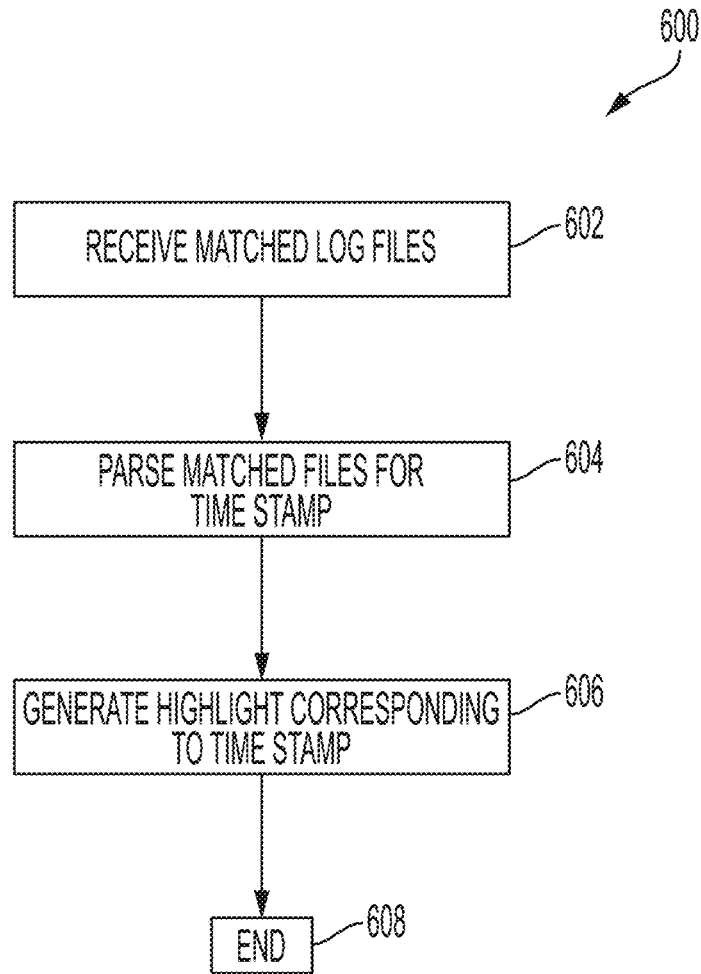 600
RECEIVE MATCHED LOG FILES
602
PARSE MATCHED FILES FOR
TIME STAMP
604
GENERATE HIGHLIGHT CORRESPONDING
TO TIME STAMP
606
END
608